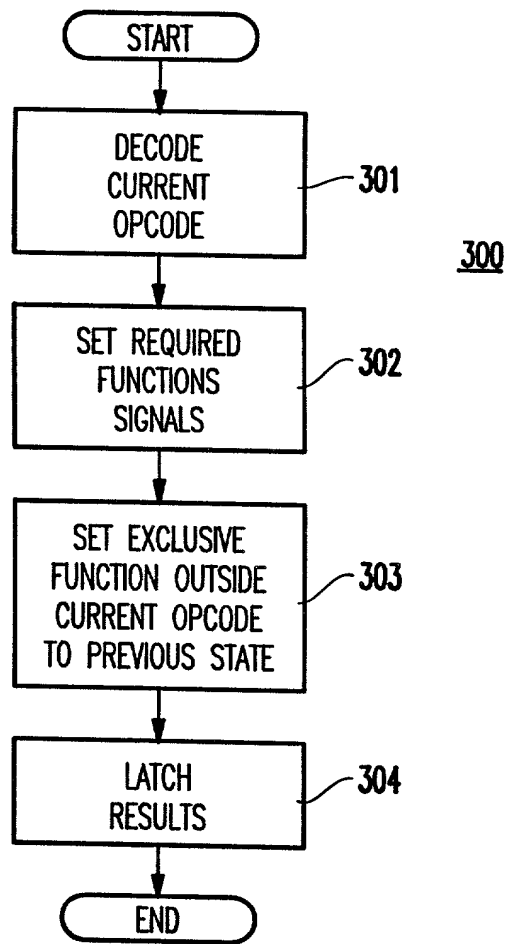 START
DECODE
CURRENT
OPCODE
301
300
SET REQUIRED
FUNCTIONS
SIGNALS
302
SET EXCLUSIVE
FUNCTION OUTSIDE
CURRENT OPCODE
TO PREVIOUS STATE
303
LATCH
RESULTS
304
END